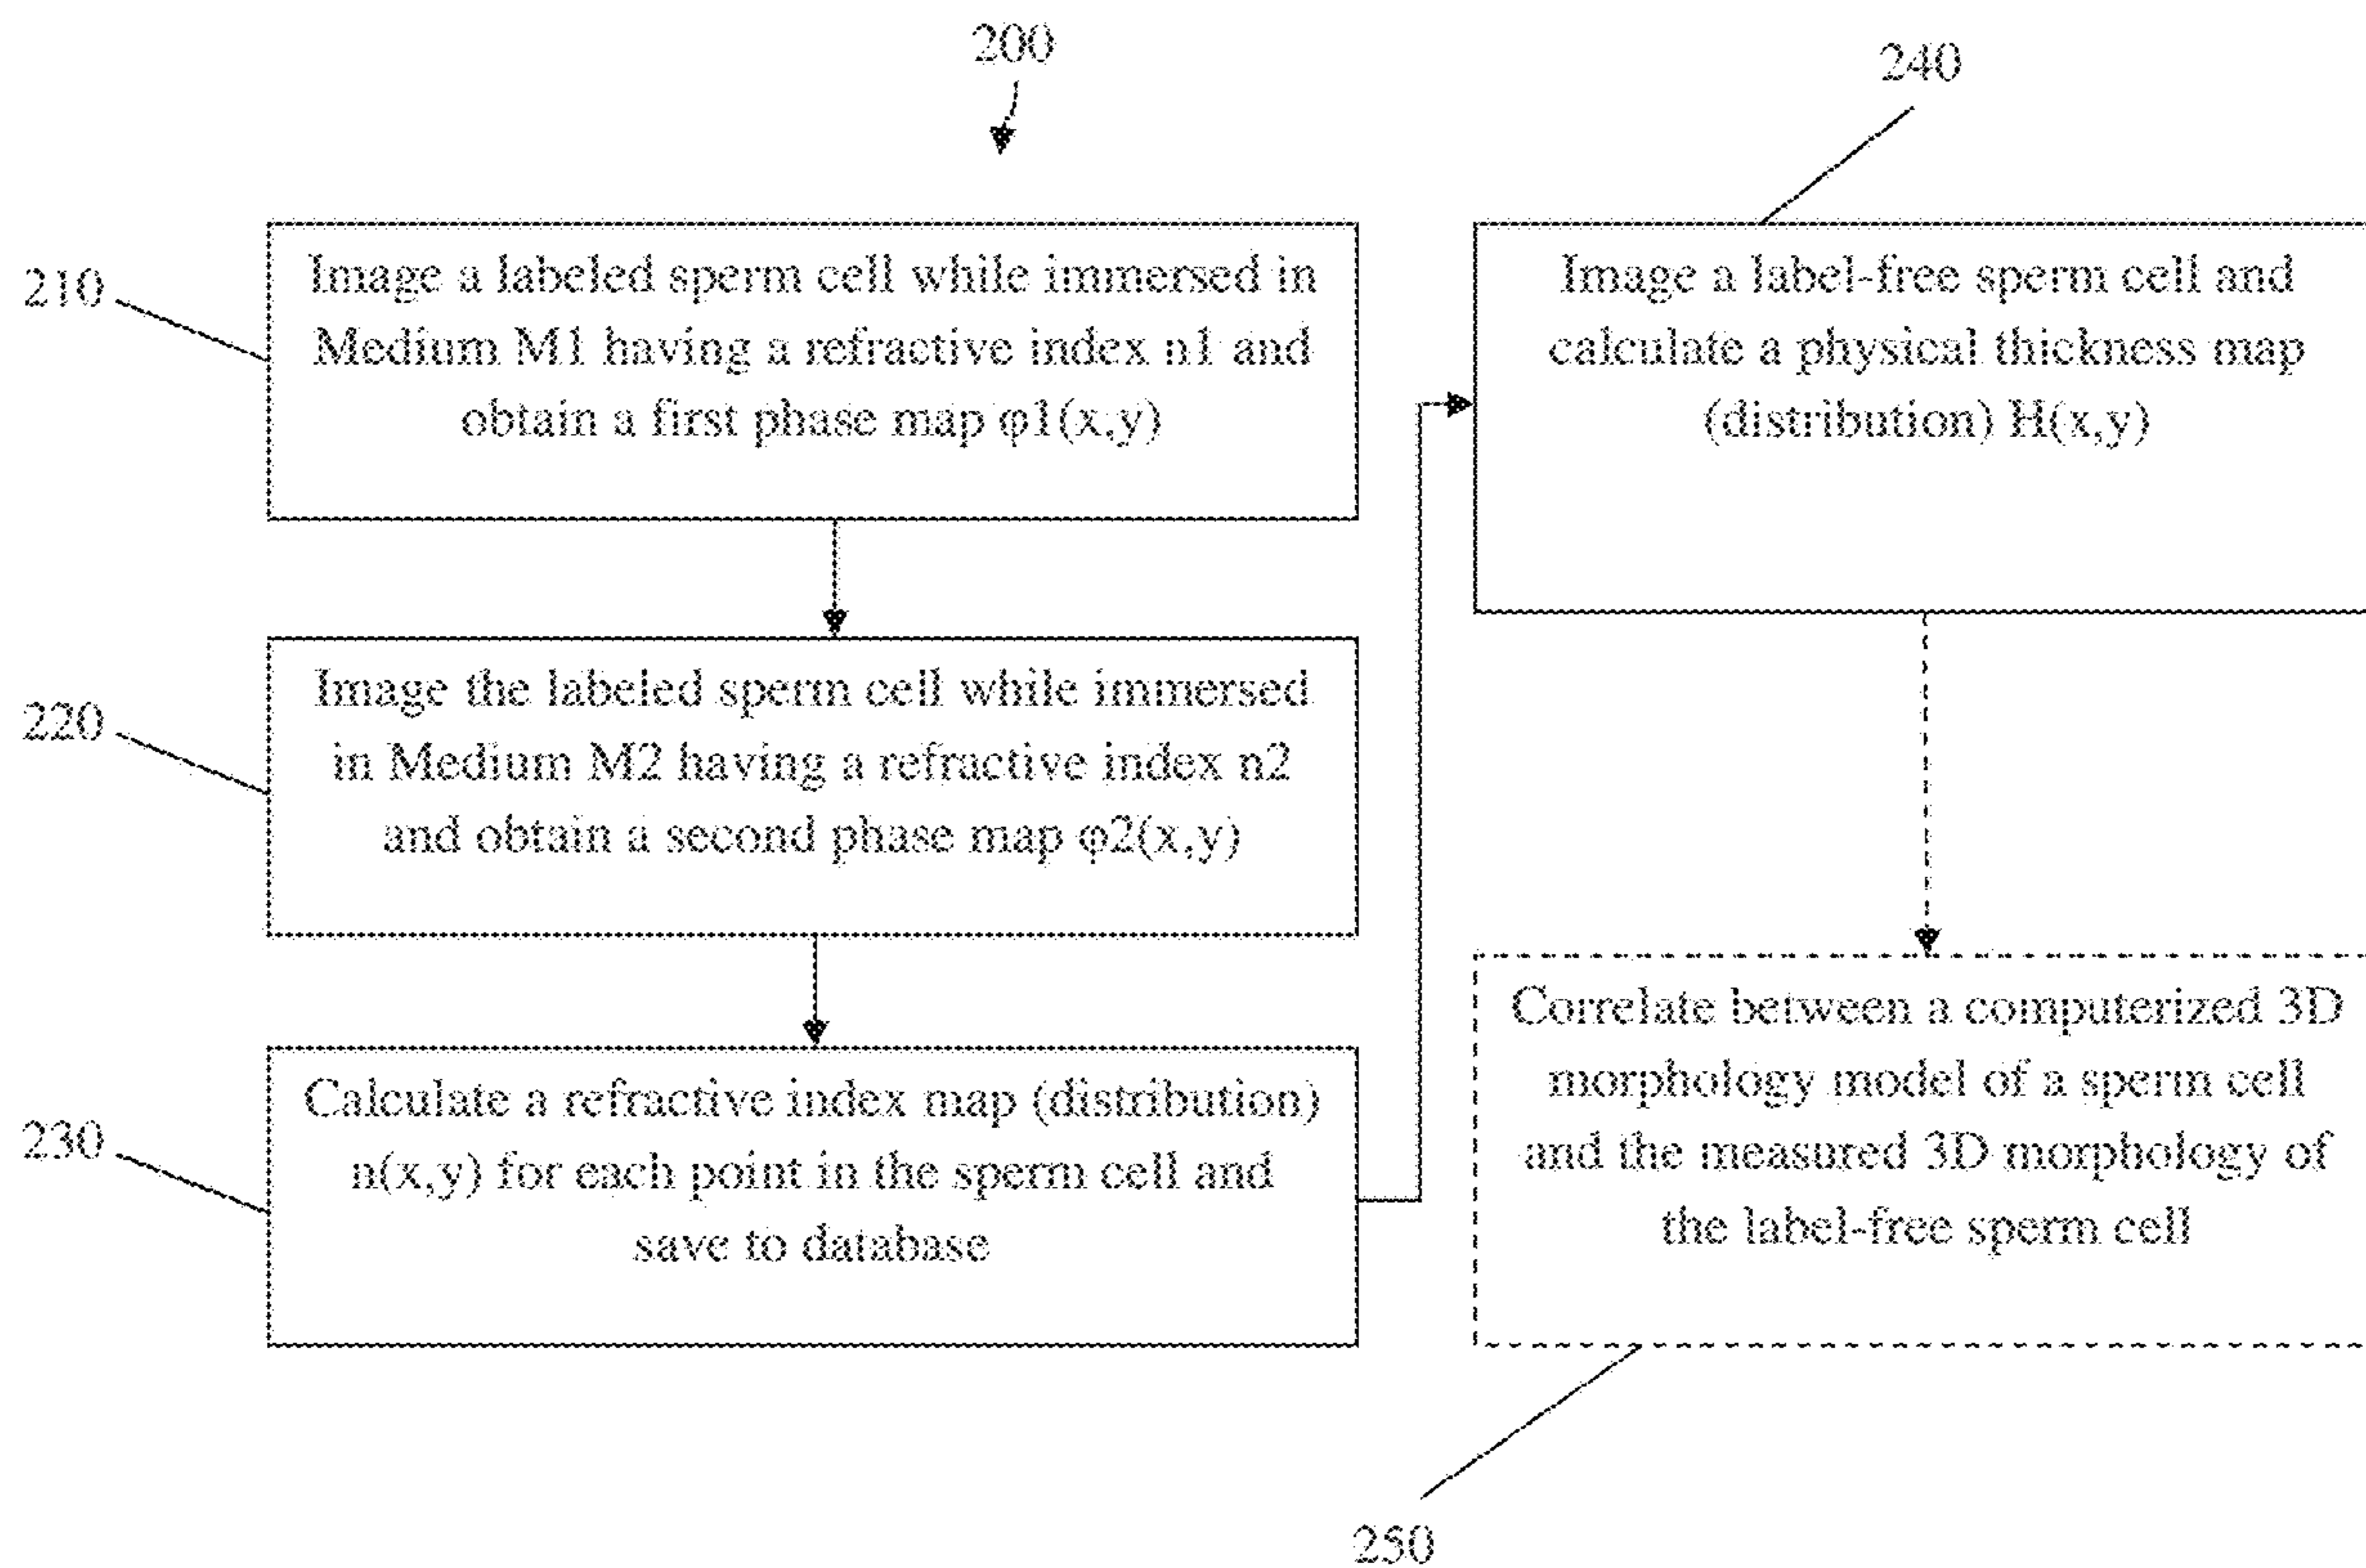 200
240
210
Image a labeled sperm cell while immersed in
Medium M1 having a refractive index n1 and
obtain a first phase map φ1(x,y)
220
Image the labeled sperm cell while immersed
in Medium M2 having a refractive index n2
and obtain a second phase map φ2(x,y)
230
Calculate a refractive index map (distribution)
n(x,y) for each point in the sperm cell and
save to database
Image a label-free sperm cell and
calculate a physical thickness map
(distribution) H(x,y)
Correlate between a computerized 3D
morphology model of a sperm cell
and the measured 3D morphology of
the label-free sperm cell
250